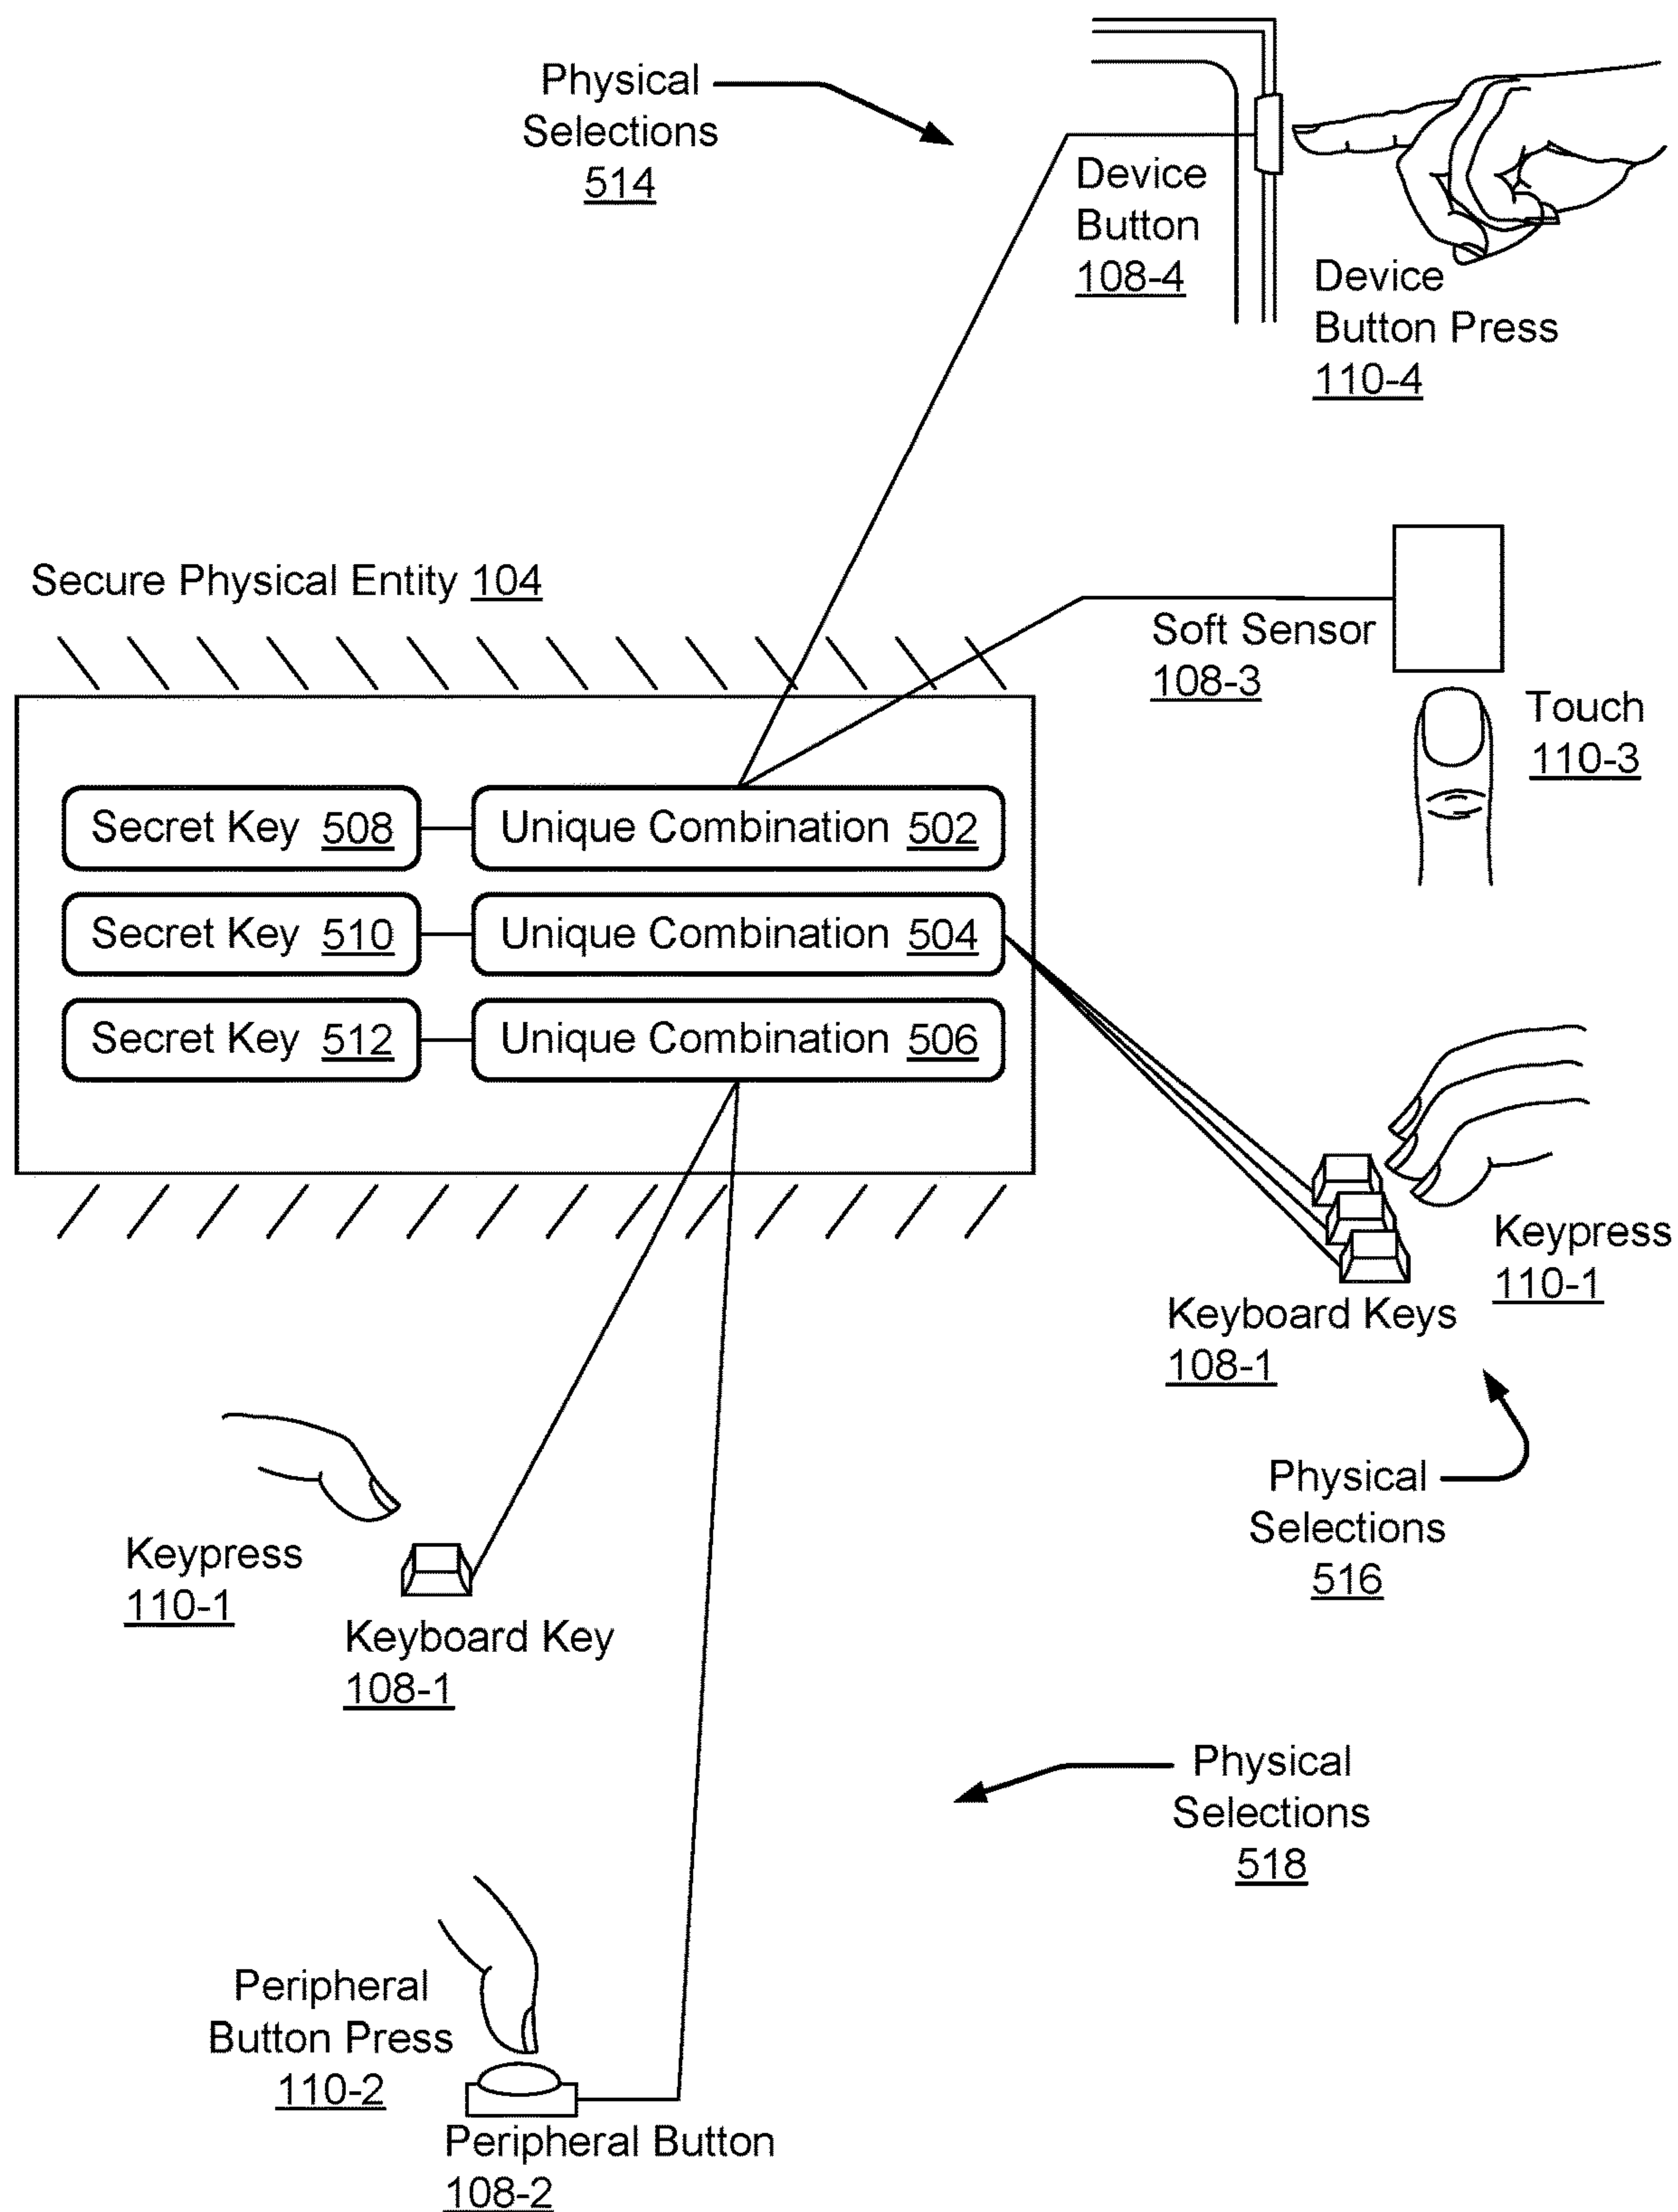 Physical
Selections
514
Device
Button
108-4
Device
Button Press
110-4
Secure Physical Entity 104
Soft Sensor
108-3
Touch
110-3
Secret Key 508
Unique Combination 502
Secret Key 510
Unique Combination 504
Secret Key 512
Unique Combination 506
Keypress
110-1
Keyboard Keys
108-1
Physical
Selections
516
Keypress
110-1
Keyboard Key
108-1
Physical
Selections
518
Peripheral
Button Press
110-2
Peripheral Button
108-2